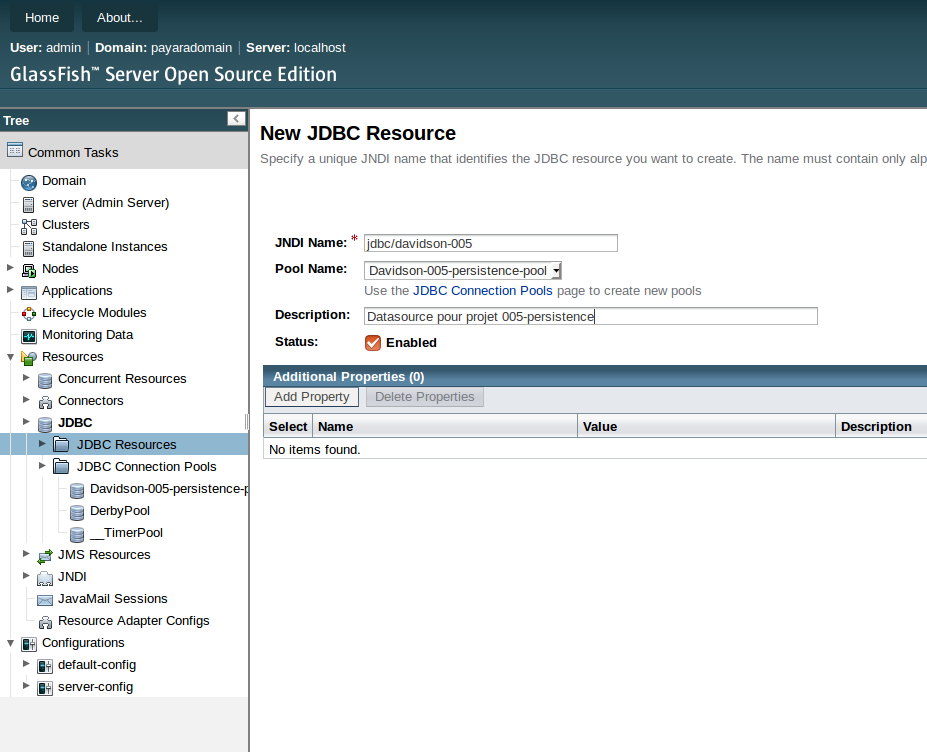 Home About...
User: admin Domain: payaradomain Server: localhost
GlassFish™ Server Open Source Edition
Tree
Common Tasks
Domain
server (Admin Server)
Clusters
Standalone Instances
Nodes
Applications
Lifecycle Modules
Monitoring Data
Resources
Concurrent Resources
Connectors
JDBC
JDBC Resources
JDBC Connection Pools
Davidson-005-persistence-p
DerbyPool
__TimerPool
JMS Resources
JNDI
JavaMail Sessions
Resource Adapter Configs
Configurations
default-config
server-config
New JDBC Resource
Specify a unique JNDI name that identifies the JDBC resource you want to create. The name must contain only alp
JNDI Name: * jdbc/davidson-005
Pool Name: Davidson-005-persistence-pool
Use the JDBC Connection Pools page to create new pools
Description: Datasource pour projet 005-persistence
Status: Enabled
Additional Properties (0)
Add Property Delete Properties
Select Name Value Description
No items found.